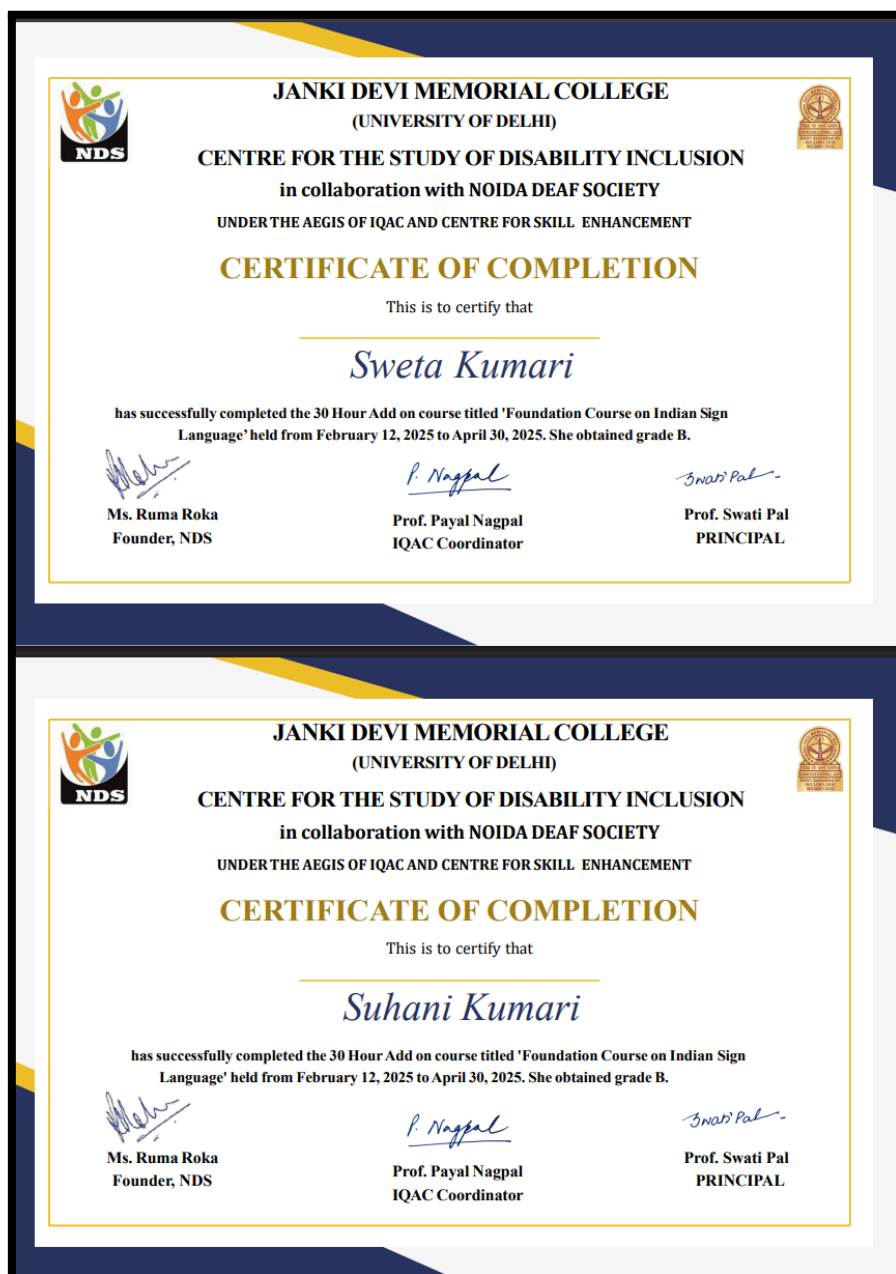 JANKI DEVI MEMORIAL COLLEGE
(UNIVERSITY OF DELHI)
NDS
CENTRE FOR THE STUDY OF DISABILITY INCLUSION
in collaboration with NOIDA DEAF SOCIETY
UNDER THE AEGIS OF IQAC AND CENTRE FOR SKILL ENHANCEMENT
CERTIFICATE OF COMPLETION
This is to certify that
Sweta Kumari
has successfully completed the 30 Hour Add on course titled 'Foundation Course on Indian Sign
Language’ held from February 12, 2025 to April 30, 2025. She obtained grade B.
P. Nagpal
Swati Pal
Ms. Ruma Roka
Founder, NDS
Prof. Payal Nagpal
IQAC Coordinator
Prof. Swati Pal
PRINCIPAL
JANKI DEVI MEMORIAL COLLEGE
(UNIVERSITY OF DELHI)
NDS
CENTRE FOR THE STUDY OF DISABILITY INCLUSION
in collaboration with NOIDA DEAF SOCIETY
UNDER THE AEGIS OF IQAC AND CENTRE FOR SKILL ENHANCEMENT
CERTIFICATE OF COMPLETION
This is to certify that
Suhani Kumari
has successfully completed the 30 Hour Add on course titled 'Foundation Course on Indian Sign
Language' held from February 12, 2025 to April 30, 2025. She obtained grade B.
P. Nagpal
Swati Pal
Ms. Ruma Roka
Founder, NDS
Prof. Payal Nagpal
IQAC Coordinator
Prof. Swati Pal
PRINCIPAL